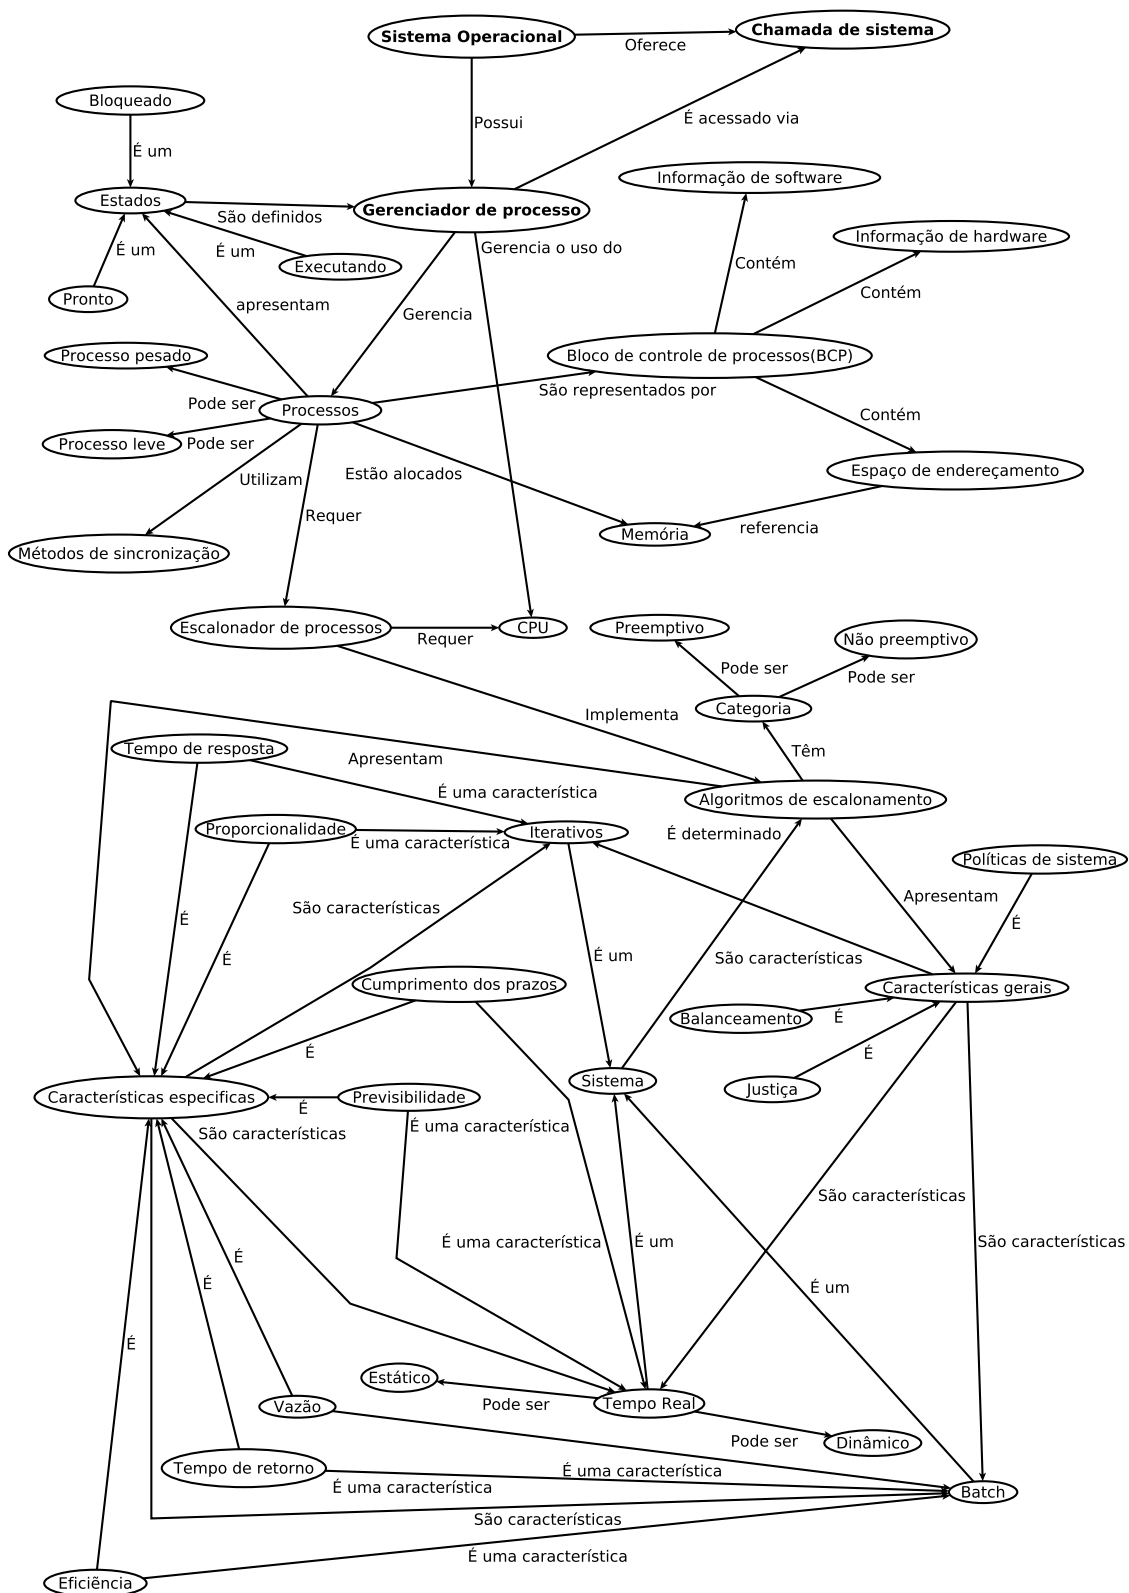 Sistema Operacional
Chamada de sistema
Oferece
Bloqueado
Possui
É acessado via
É um
Informação de software
Estados
São definidos
Gerenciador de processo
Informação de hardware
É um
É um
Gerencia o uso do
Executando
Contém
Pronto
apresentam
Gerencia
Contém
Processo pesado
Bloco de controle de processos(BCP)
Pode ser
São representados por
Processos
Contém
Processo leve
Pode ser
Utilizam
Estão alocados
Espaço de endereçamento
Requer
referencia
Memória
Métodos de sincronização
Escalonador de processos
Requer
CPU
Preemptivo
Não preemptivo
Pode ser
Pode ser
Categoria
Implementa
Tempo de resposta
Apresentam
Têm
É uma característica
Algoritmos de escalonamento
Proporcionalidade
É uma característica
Iterativos
É determinado
Políticas de sistema
São características
Apresentam
É
É
É
É um
São características
Cumprimento dos prazos
Características gerais
Balanceamento
É
É
É
Sistema
Justiça
Características especificas
É
Previsibilidade
São características
É uma característica
São características
É uma característica
É um
São características
É
É
É um
É
Estático
Pode ser
Tempo Real
Vazão
Pode ser
Dinâmico
Tempo de retorno
É uma característica
É uma característica
Batch
São características
É uma característica
Eficiência